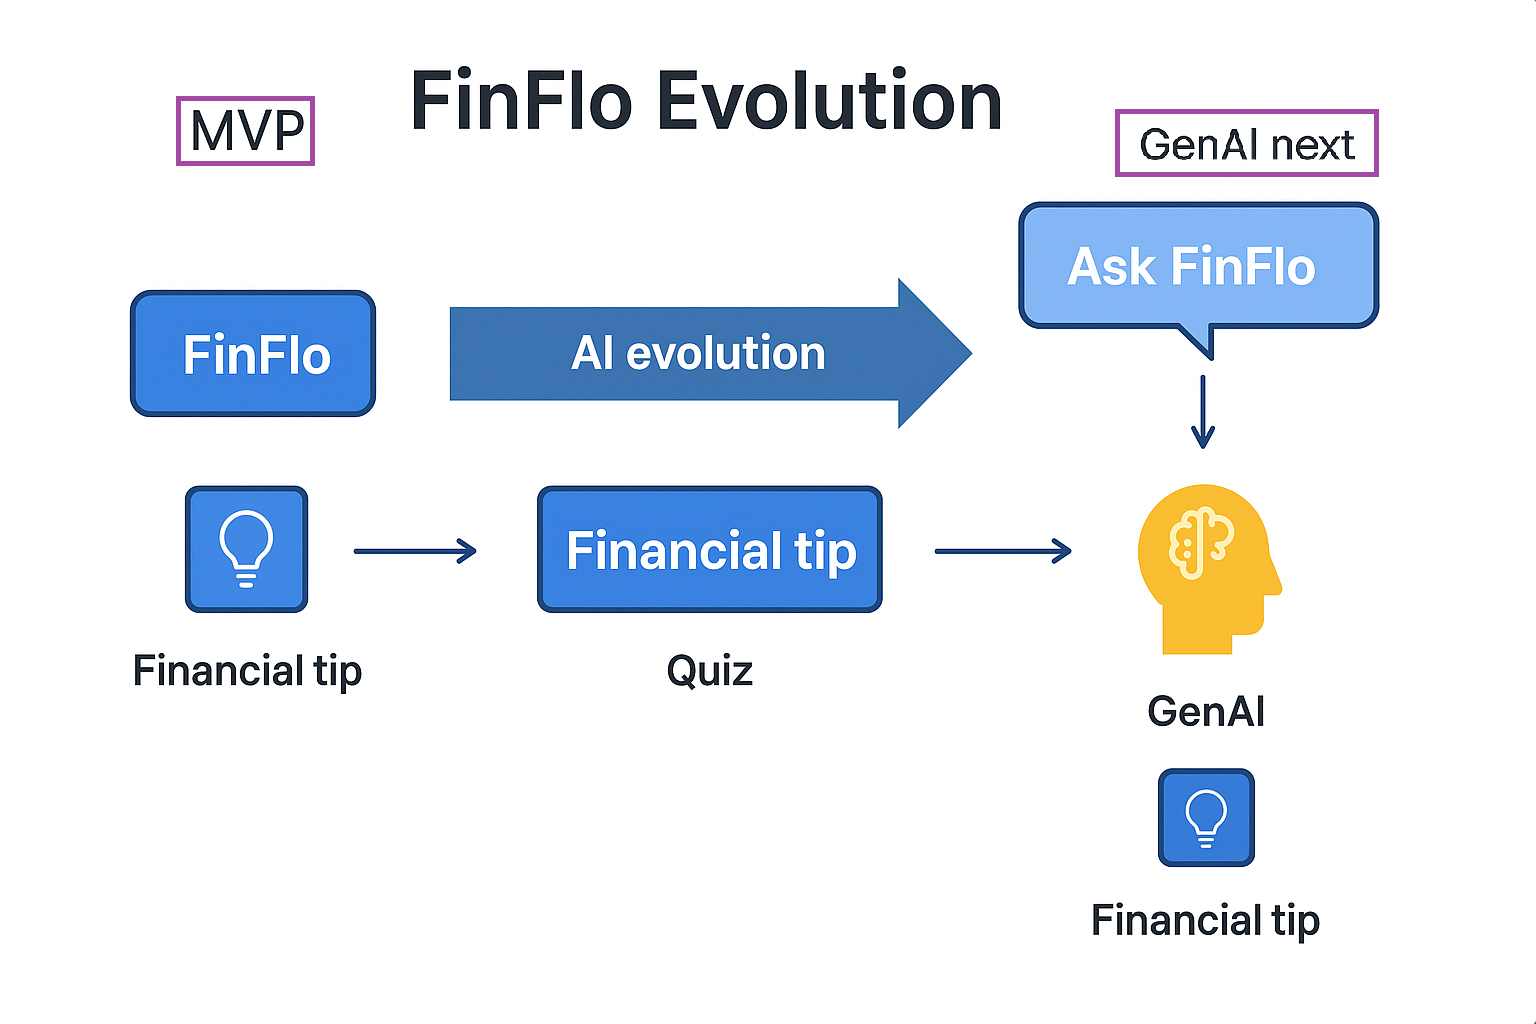 FinFlo Evolution
MVP
GenAI next
FinFlo
AI evolution
Ask FinFlo
Financial tip
Financial tip
Quiz
GenAI
Financial tip